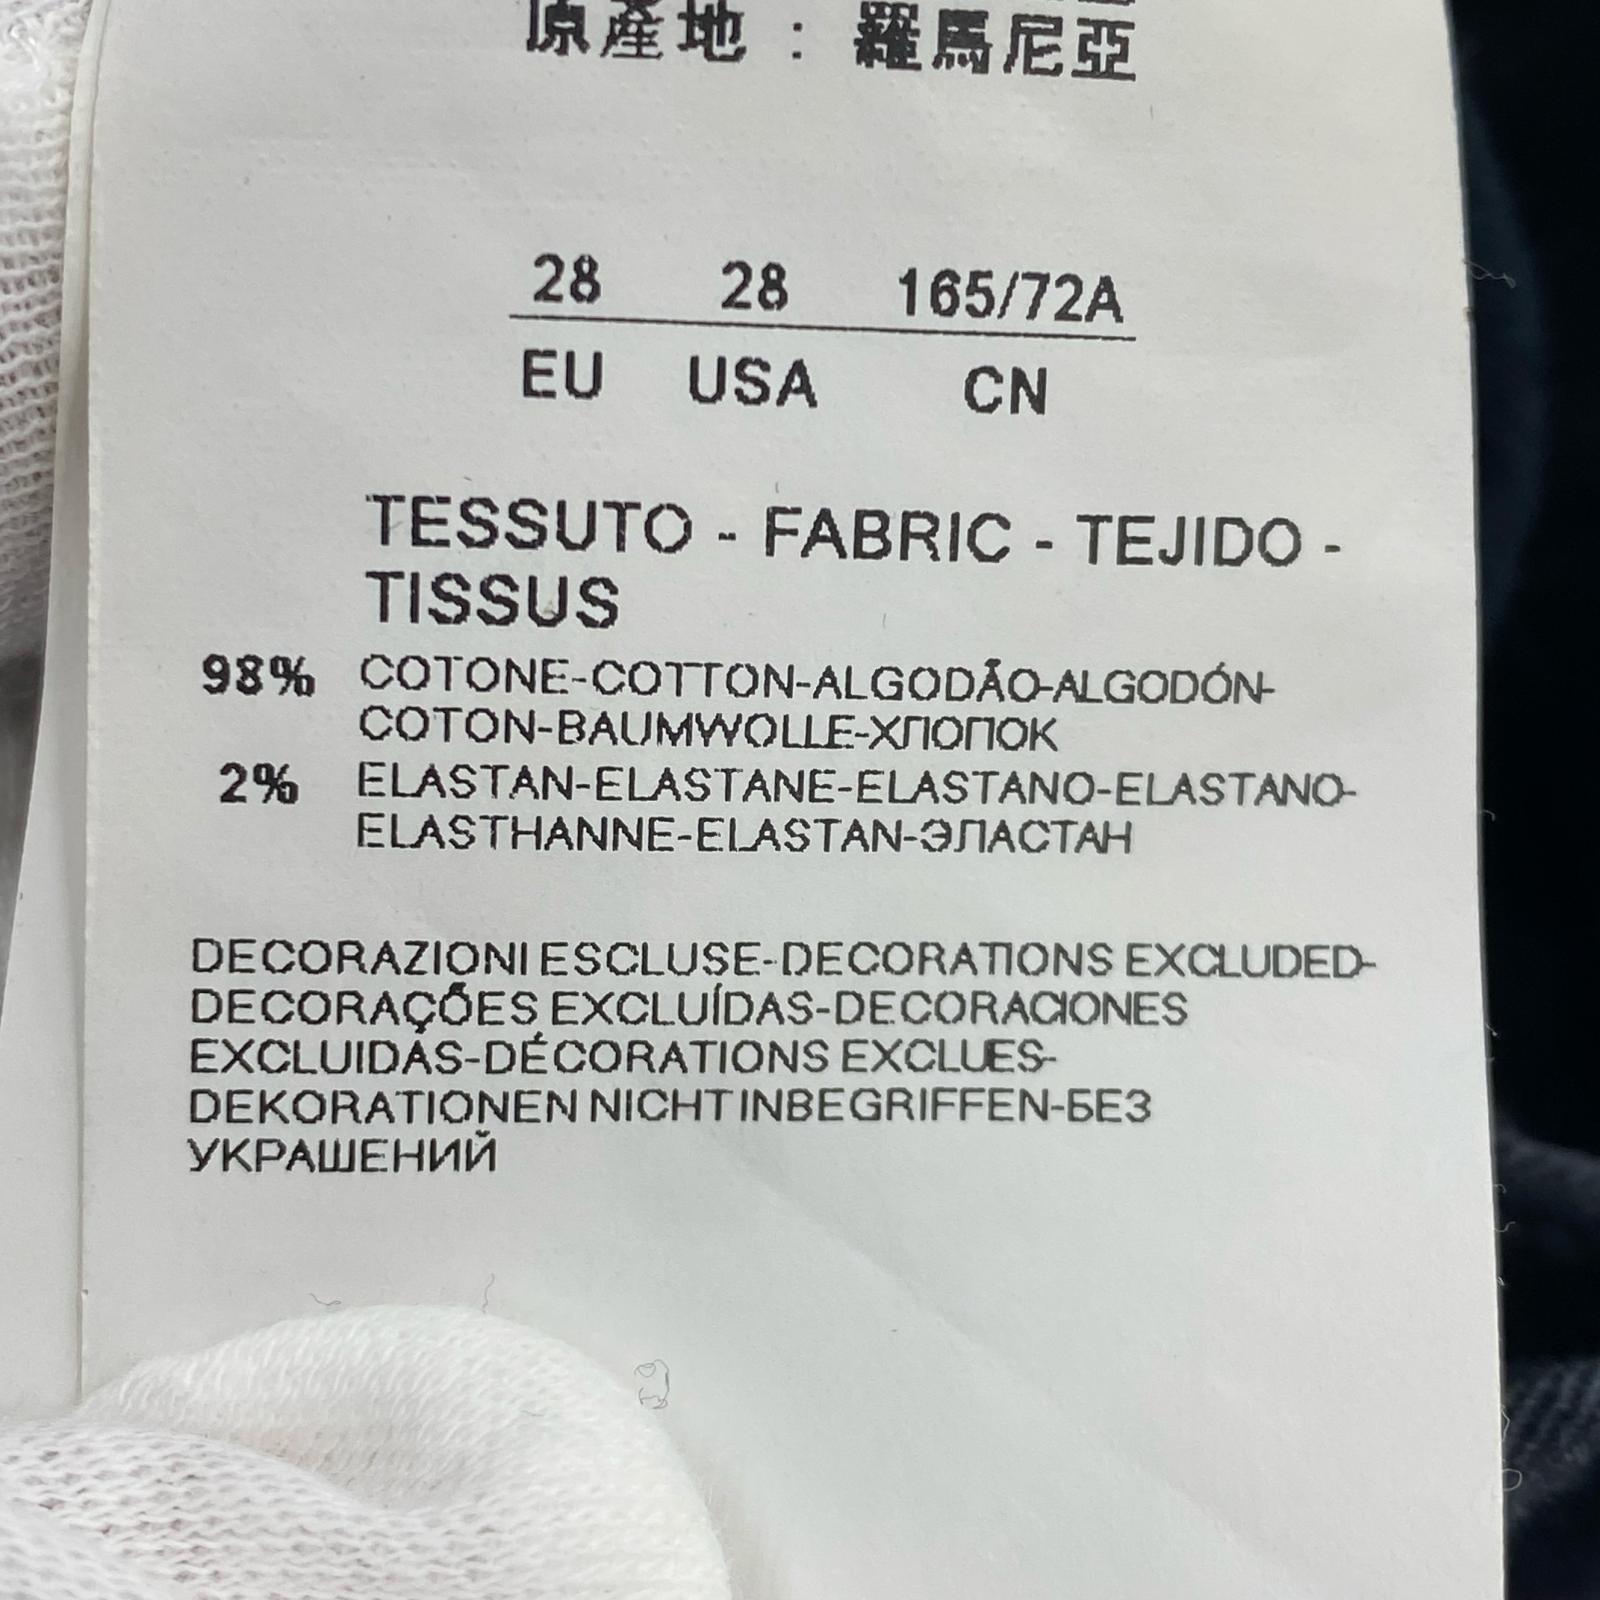 原產地 : 羅馬尼亞
28 28 165/72A
EU USA CN
TESSUTO - FABRIC - TEJIDO -
TISSUS
98% COTONE-COTTON-ALGODÃO-ALGODÓN-
COTON-BAUMWOLLE-ХЛОПОК
2% ELASTAN-ELASTANE-ELASTANO-ELASTANO-
ELASTHANNE-ELASTAN-ЭЛАСТАН
DECORAZIONI ESCLUSE-DECORATIONS EXCLUDED-
DECORAÇÕES EXCLUÍDAS-DECORACIONES
EXCLUIDAS-DÉCORATIONS EXCLUES-
DEKORATIONEN NICHT INBEGRIFFEN-БЕЗ
УКРАШЕНИЙ